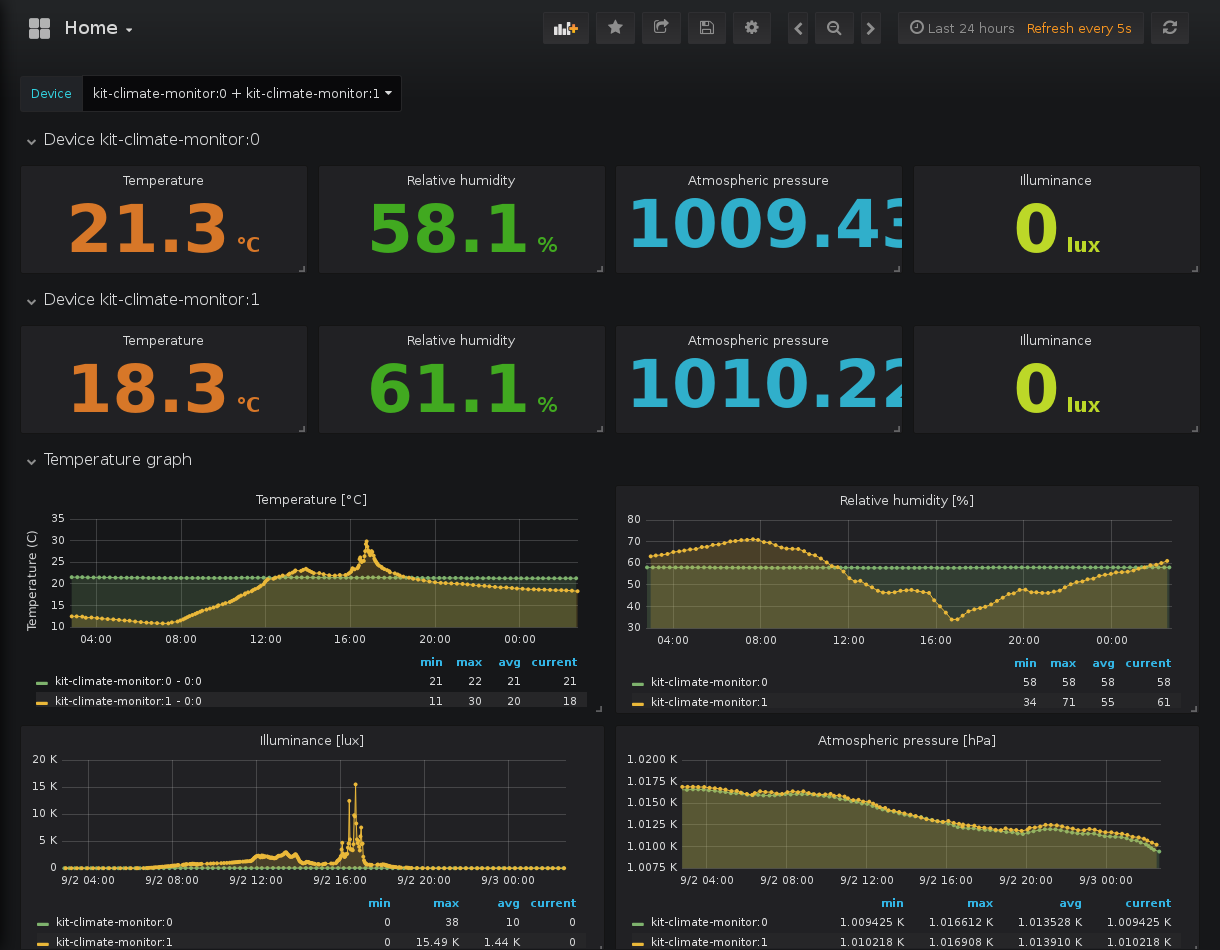 Home
Last 24 hours Refresh every 5s
Device kit-climate-monitor:0 + kit-climate-monitor:1
Device kit-climate-monitor:0
Temperature Relative humidity Atmospheric pressure Illuminance
21.3 °C 58.1 % 1009.43 0 lux
Device kit-climate-monitor:1
Temperature Relative humidity Atmospheric pressure Illuminance
18.3 °C 61.1 % 1010.22 0 lux
Temperature graph
Temperature [°C]
Temperature (C)
35
30
25
20
15
10
04:00 08:00 12:00 16:00 20:00 00:00
min max avg current
kit-climate-monitor:0 - 0:0 21 22 21 21
kit-climate-monitor:1 - 0:0 11 30 20 18
Relative humidity [%]
80
70
60
50
40
30
04:00 08:00 12:00 16:00 20:00 00:00
min max avg current
kit-climate-monitor:0 58 58 58 58
kit-climate-monitor:1 34 71 55 61
Illuminance [lux]
20 K
15 K
10 K
5 K
0
9/2 04:00 9/2 08:00 9/2 12:00 9/2 16:00 9/2 20:00 9/3 00:00
min max avg current
kit-climate-monitor:0 0 38 10 0
kit-climate-monitor:1 0 15.49 K 1.44 K 0
Atmospheric pressure [hPa]
1.0200 K
1.0175 K
1.0150 K
1.0125 K
1.0100 K
1.0075 K
9/2 04:00 9/2 08:00 9/2 12:00 9/2 16:00 9/2 20:00 9/3 00:00
min max avg current
kit-climate-monitor:0 1.009425 K 1.016612 K 1.013528 K 1.009425 K
kit-climate-monitor:1 1.010218 K 1.016908 K 1.013910 K 1.010218 K